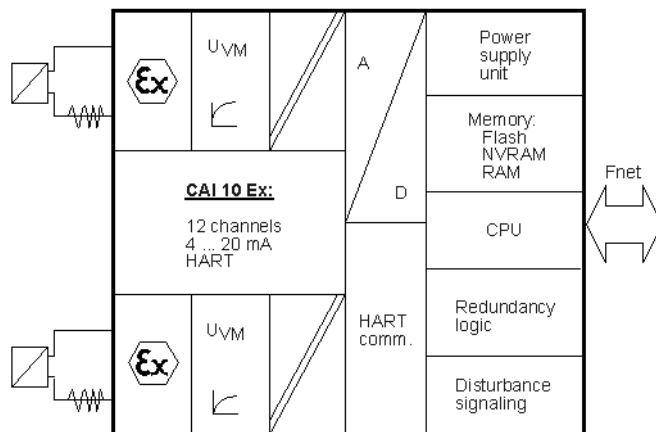 Ex
UVM
A
D
Power
supply
unit
Memory:
Flash
NVRAM
RAM
Fnet
CAI 10 Ex:
12 channels
4 ... 20 mA
HART
CPU
Ex
UVM
HART
comm.
Redundancy
logic
Disturbance
signaling